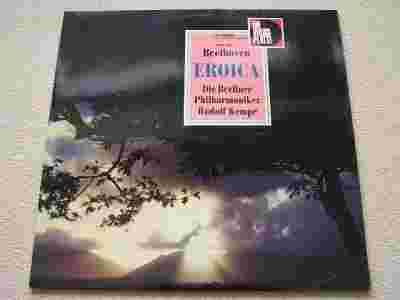 Beethoven
EROICA
Die Berliner
Philharmoniker
Rudolf Kempe